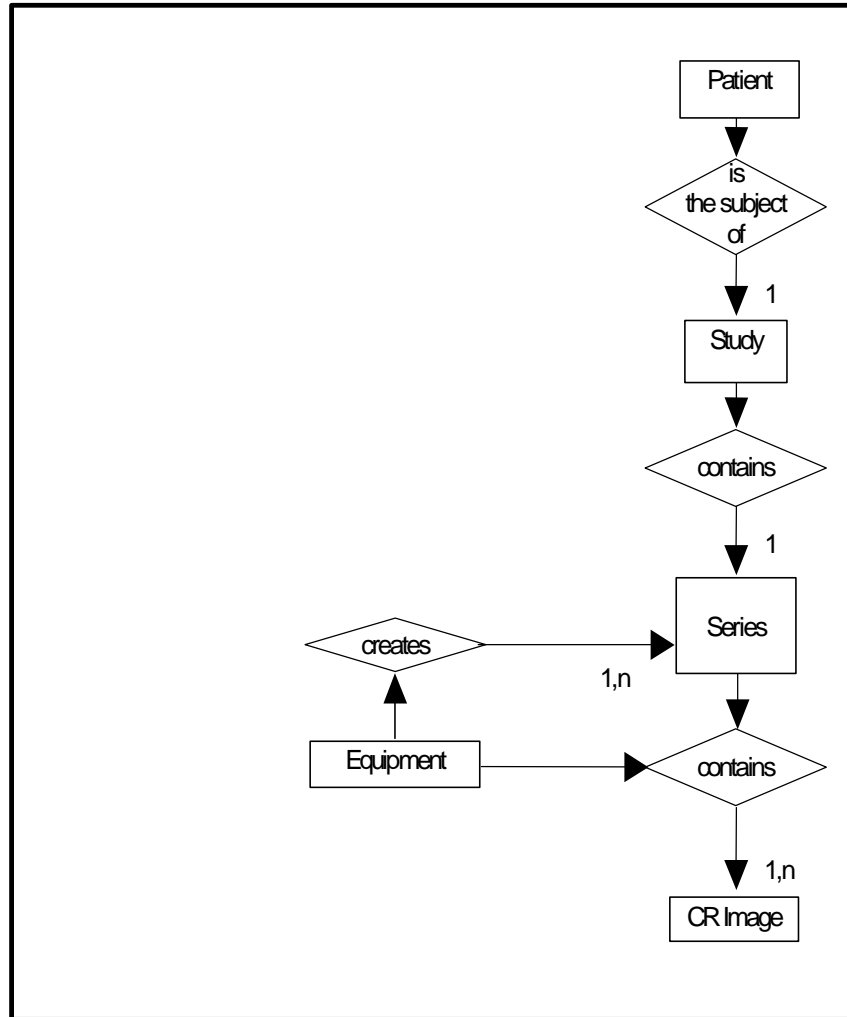 Patient
is
the subject
of
1
Study
contains
1
Series
creates
1,n
Equipment
contains
1,n
CR Image